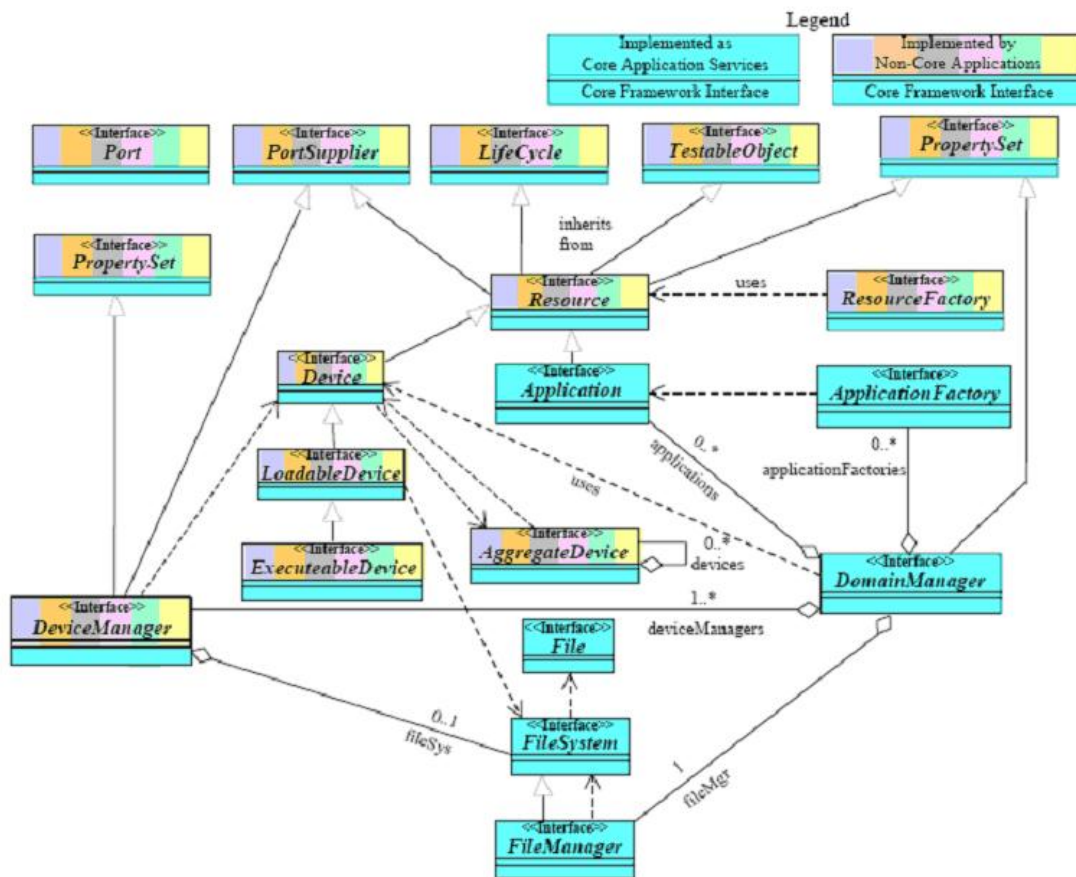 Legend
Implemented as
Core Application Services
Core Framework Interface
Implemented by
Non-Core Applications
Core Framework Interface
<<Interface>>
Port
<<Interface>>
PortSupplier
<<Interface>>
LifeCycle
<<Interface>>
TestableObject
<<Interface>>
PropertySet
<<Interface>>
PropertySet
inherits
from
<<Interface>>
Resource
uses
<<Interface>>
ResourceFactory
<<Interface>>
Device
<<Interface>>
Application
<<Interface>>
ApplicationFactory
0..*
applications
0..*
applicationFactories
<<Interface>>
LoadableDevice
uses
<<Interface>>
ExecuteableDevice
<<Interface>>
AggregateDevice
0..*
devices
<<Interface>>
DomainManager
<<Interface>>
DeviceManager
1..*
deviceManagers
<<Interface>>
File
0..1
fileSys
<<Interface>>
FileSystem
1
fileMgr
<<Interface>>
FileManager